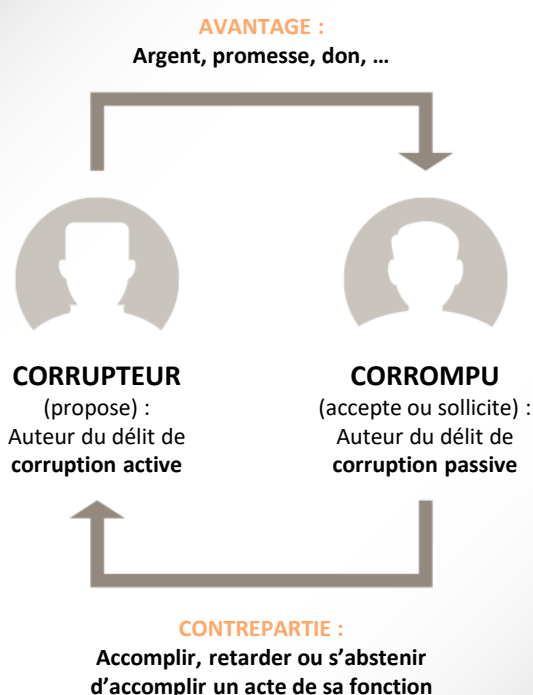 AVANTAGE :
Argent, promesse, don, …
CORRUPTEUR
(propose) :
Auteur du délit de
corruption active
CORROMPU
(accepte ou sollicite) :
Auteur du délit de
corruption passive
CONTREPARTIE :
Accomplir, retarder ou s’abstenir
d’accomplir un acte de sa fonction